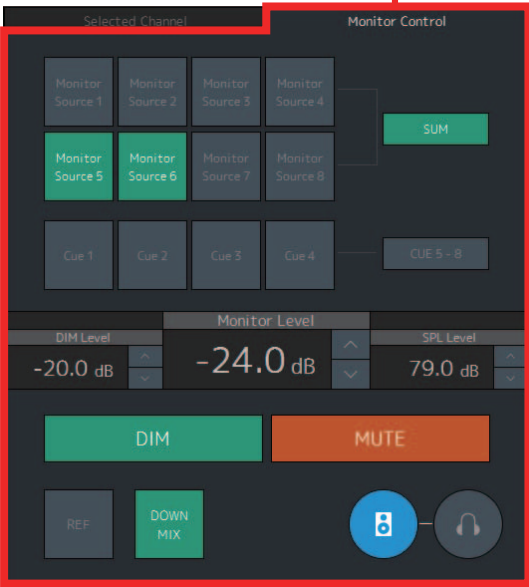 Selected Channel
Monitor Control
Monitor Monitor Monitor Monitor
Source 1 Source 2 Source 3 Source 4
SUM
Monitor Monitor Monitor Monitor
Source 5 Source 6 Source 7 Source 8
Cue 1 Cue 2 Cue 3 Cue 4 CUE 5 - 8
Monitor Level
DIM Level
SPL Level
-20.0 dB
-24.0 dB
79.0 dB
DIM
MUTE
REF
DOWN
MIX